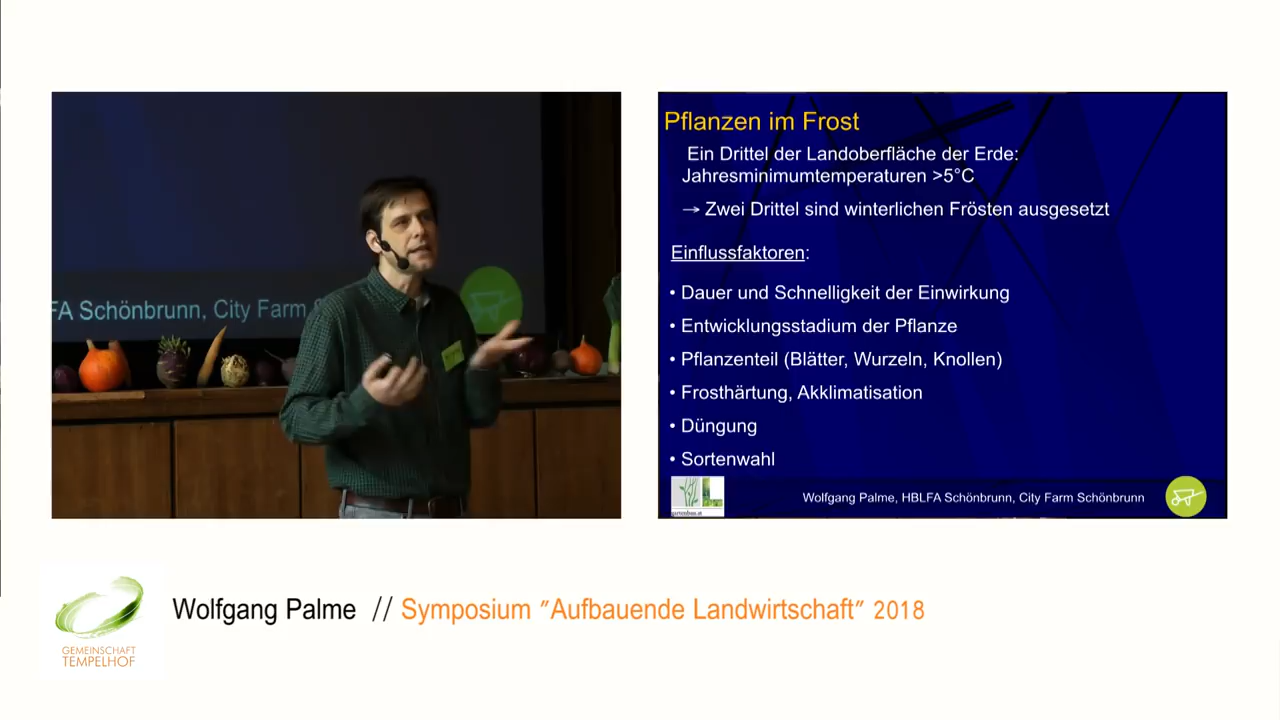 FA Schönbrunn, City Farm
Pflanzen im Frost
Ein Drittel der Landoberfläche der Erde:
Jahresminimumtemperaturen >5°C
→ Zwei Drittel sind winterlichen Frösten ausgesetzt
Einflussfaktoren:
• Dauer und Schnelligkeit der Einwirkung
• Entwicklungsstadium der Pflanze
• Pflanzenteil (Blätter, Wurzeln, Knollen)
• Frosthärtung, Akklimatisation
• Düngung
• Sortenwahl
Wolfgang Palme, HBLFA Schönbrunn, City Farm Schönbrunn
Wolfgang Palme // Symposium "Aufbauende Landwirtschaft" 2018
GEMEINSCHAFT
TEMPELHOF